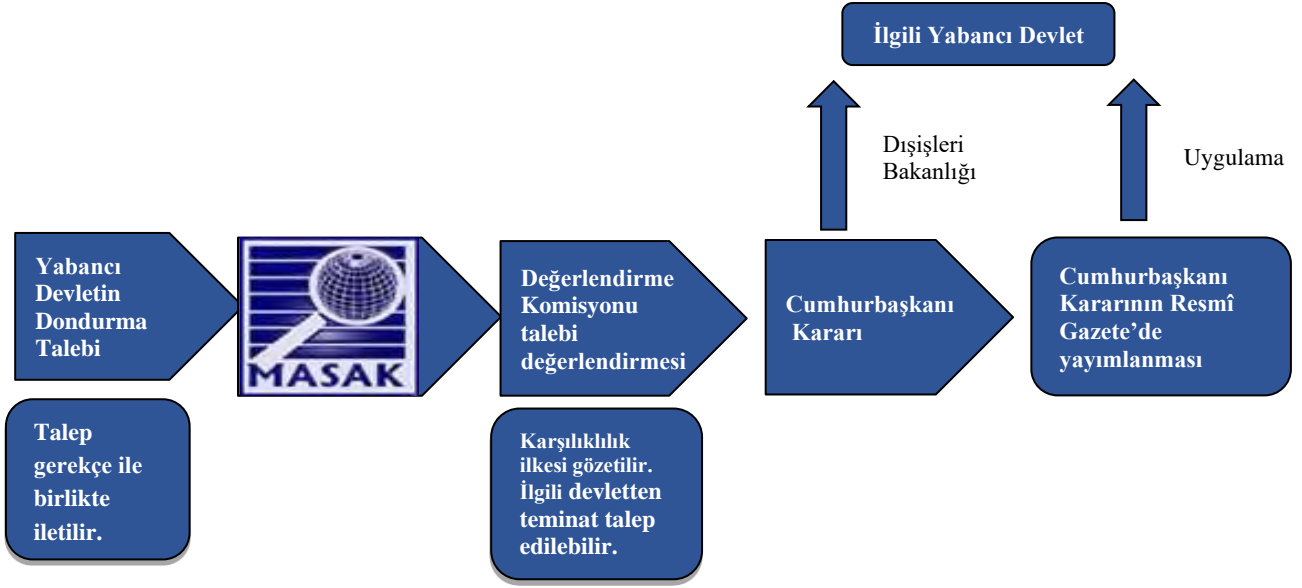 İlgili Yabancı Devlet
Dışişleri
Bakanlığı
Uygulama
Yabancı
Devletin
Dondurma
Talebi
MASAK
Değerlendirme
Komisyonu
talebi
değerlendirmesi
Cumhurbaşkanı
Kararı
Cumhurbaşkanı
Kararının Resmî
Gazete’de
yayımlanması
Talep
gerekçe ile
birlikte
iletilir.
Karşılıklılık
ilkesi gözetilir.
İlgili devletten
teminat talep
edilebilir.